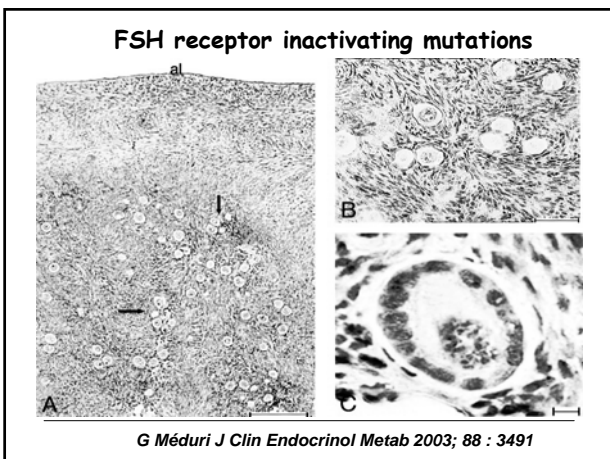 FSH receptor inactivating mutations
al
A
B
C
G Méduri J Clin Endocrinol Metab 2003; 88 : 3491